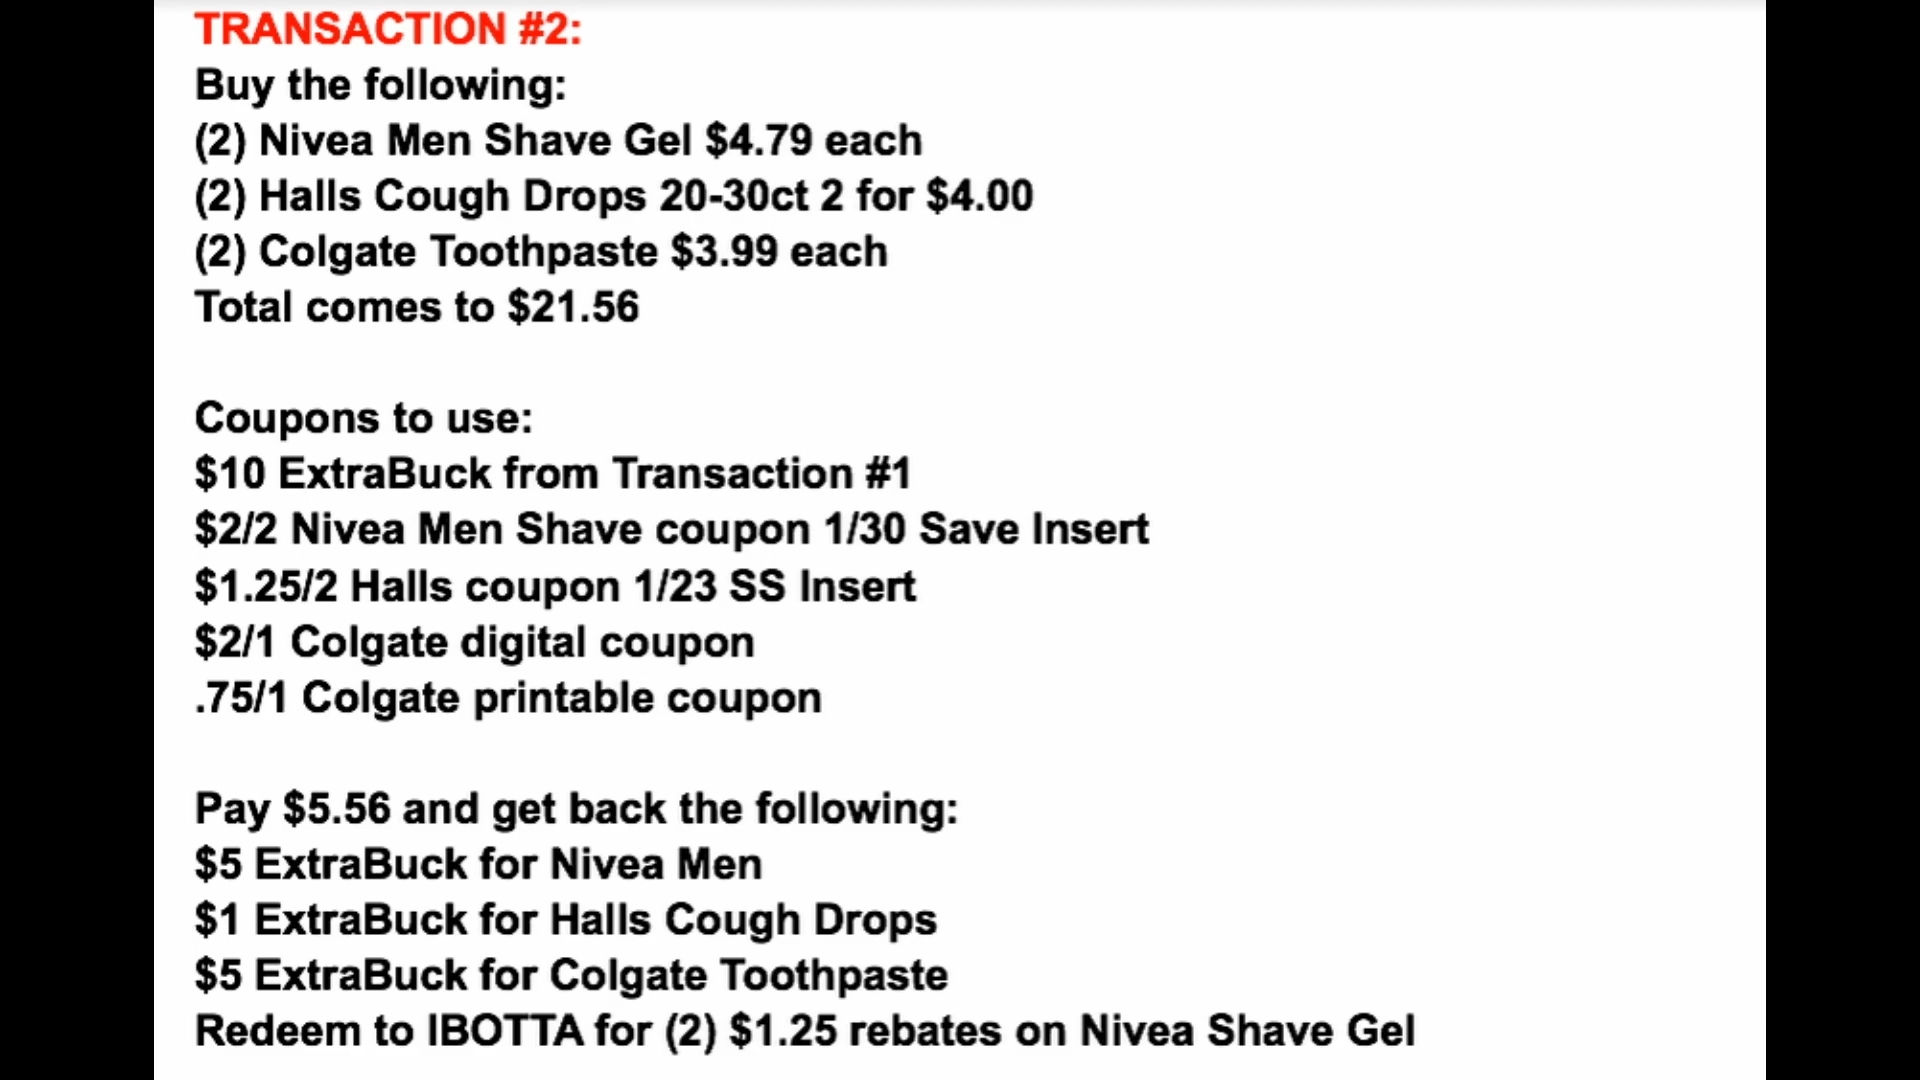 TRANSACTION #2:
Buy the following:
(2) Nivea Men Shave Gel $4.79 each
(2) Halls Cough Drops 20-30ct 2 for $4.00
(2) Colgate Toothpaste $3.99 each
Total comes to $21.56
Coupons to use:
$10 ExtraBuck from Transaction #1
$2/2 Nivea Men Shave coupon 1/30 Save Insert
$1.25/2 Halls coupon 1/23 SS Insert
$2/1 Colgate digital coupon
.75/1 Colgate printable coupon
Pay $5.56 and get back the following:
$5 ExtraBuck for Nivea Men
$1 ExtraBuck for Halls Cough Drops
$5 ExtraBuck for Colgate Toothpaste
Redeem to IBOTTA for (2) $1.25 rebates on Nivea Shave Gel